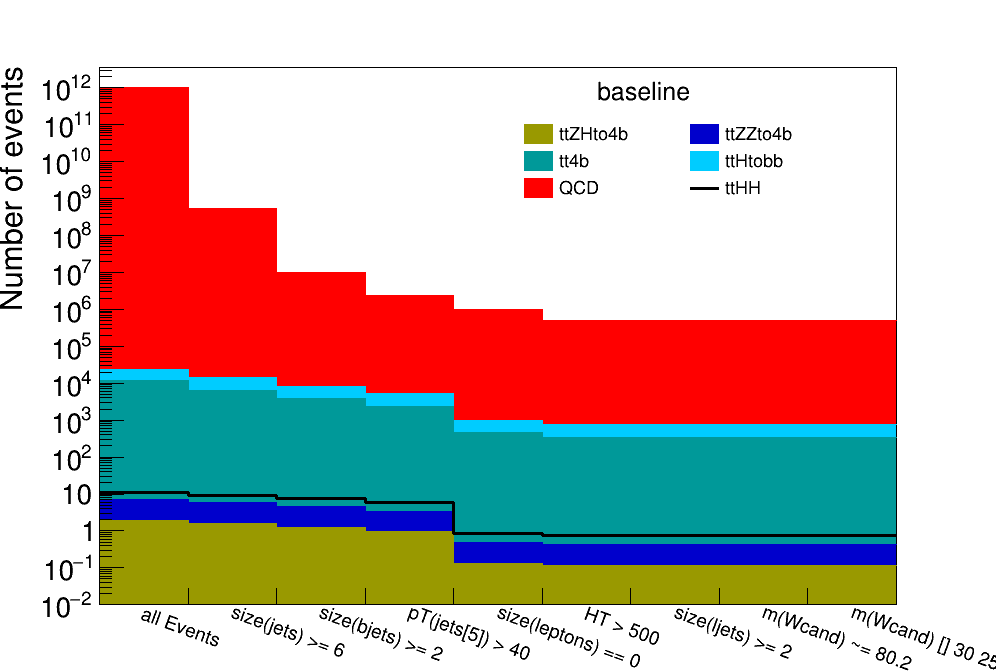 baseline
ttZHto4b
ttZZto4b
tt4b
ttHtobb
QCD
ttHH
Number of events
10^12
10^11
10^10
10^9
10^8
10^7
10^6
10^5
10^4
10^3
10^2
10
1
10^−1
10^−2
all Events
size(jets) >= 6
size(bjets) >= 2
pT(jets[5]) > 40
size(leptons) == 0
HT > 500
size(ljets) >= 2
m(Wcand) ~= 80.2
m(Wcand) [] 30 25